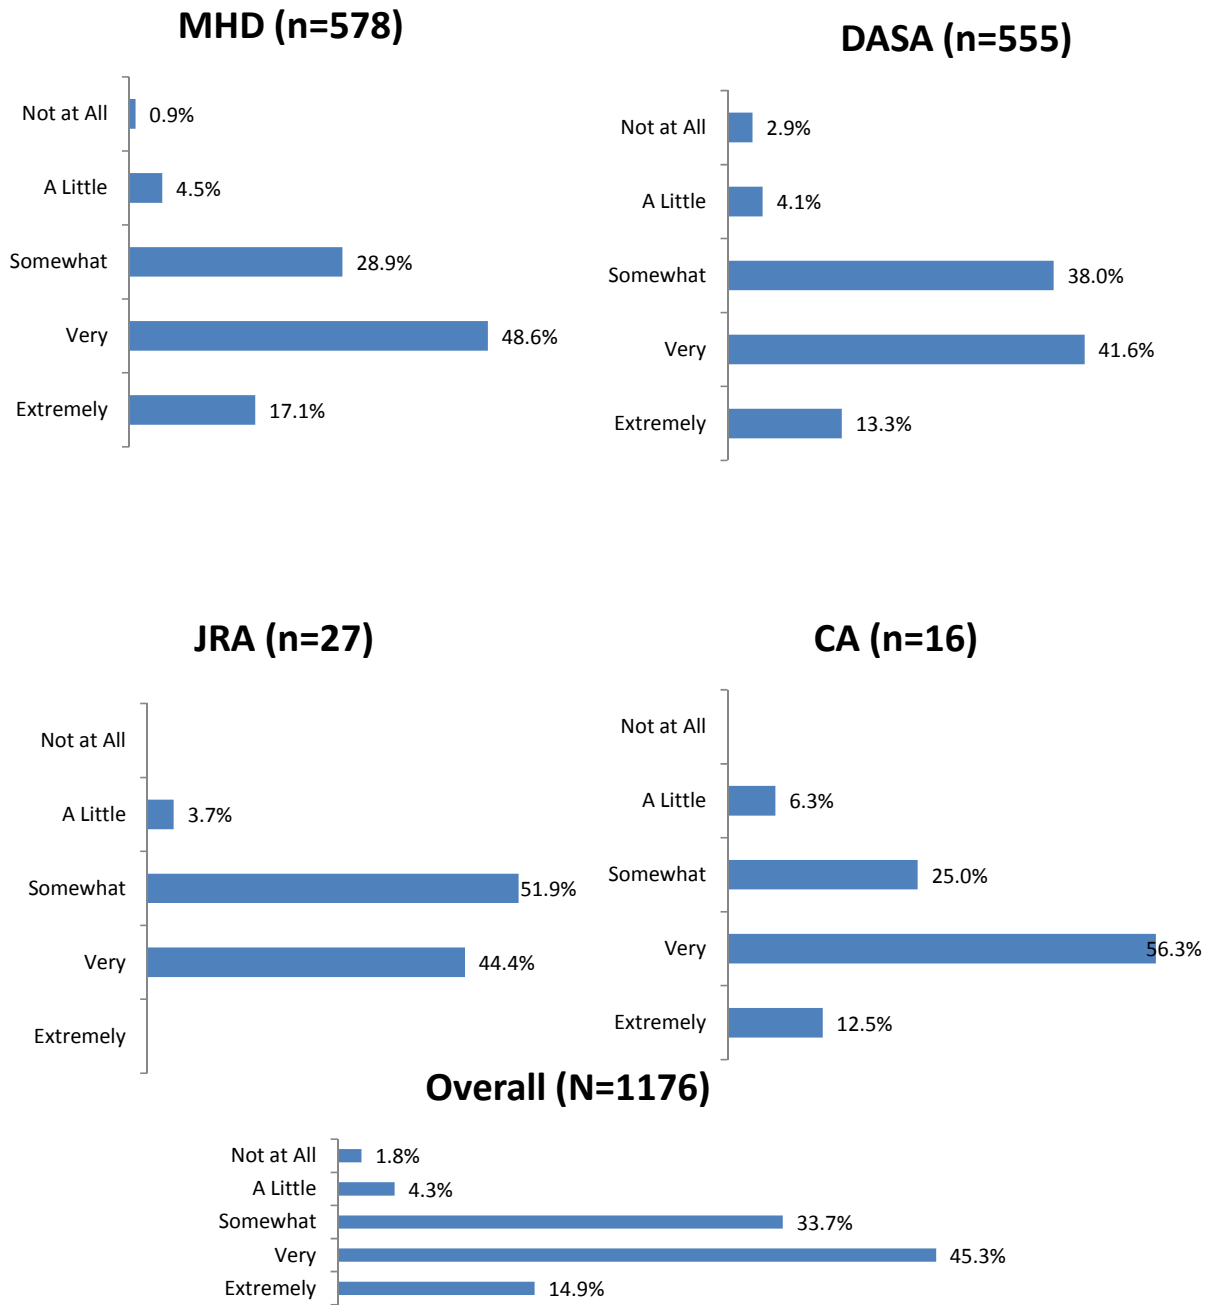 MHD (n=578)
Not at All 0.9%
A Little 4.5%
Somewhat 28.9%
Very 48.6%
Extremely 17.1%
DASA (n=555)
Not at All 2.9%
A Little 4.1%
Somewhat 38.0%
Very 41.6%
Extremely 13.3%
JRA (n=27)
Not at All
A Little 3.7%
Somewhat 51.9%
Very 44.4%
Extremely
CA (n=16)
Not at All
A Little 6.3%
Somewhat 25.0%
Very 56.3%
Extremely 12.5%
Overall (N=1176)
Not at All 1.8%
A Little 4.3%
Somewhat 33.7%
Very 45.3%
Extremely 14.9%